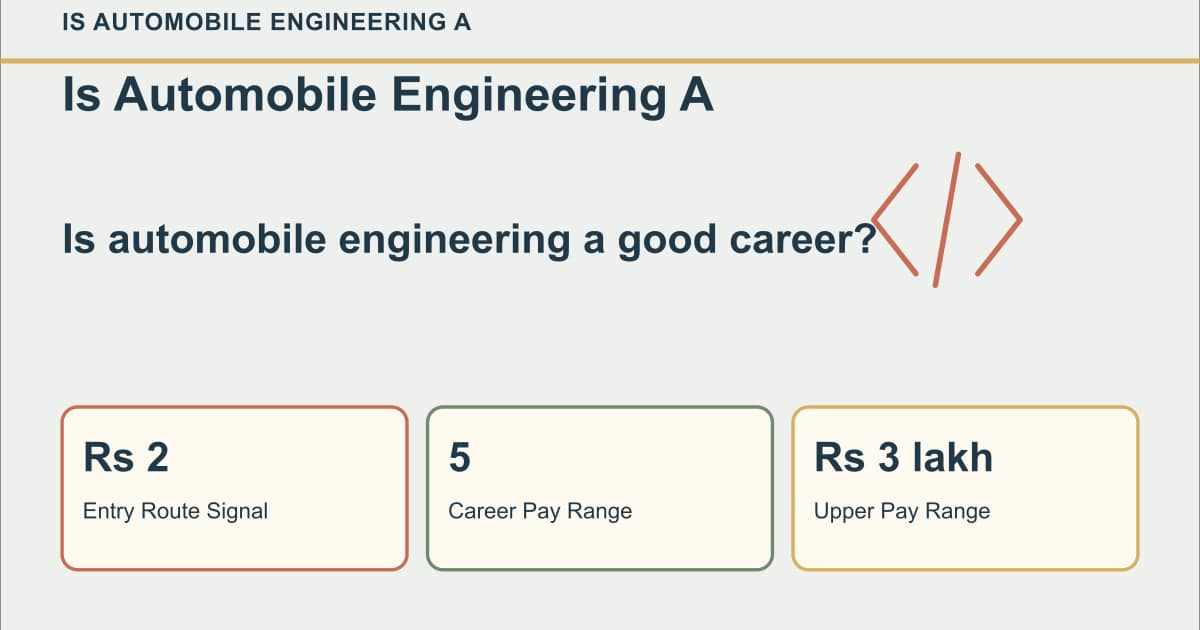 IS AUTOMOBILE ENGINEERING A
Is Automobile Engineering A
Is automobile engineering a good career?
</>
Rs 2
Entry Route Signal
5
Career Pay Range
Rs 3 lakh
Upper Pay Range